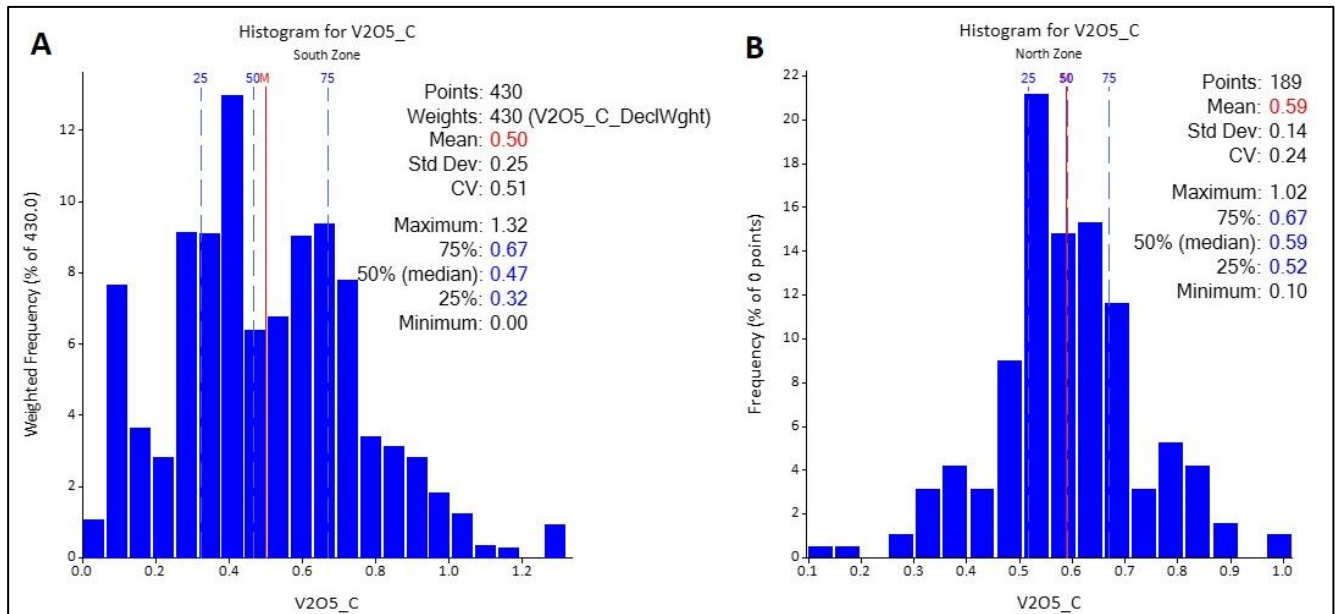 A
Histogram for V2O5_C
South Zone
25
50
M
75
Points: 430
Weights: 430 (V2O5_C_DeclWght)
Mean: 0.50
Std Dev: 0.25
CV: 0.51
Maximum: 1.32
75%: 0.67
50% (median): 0.47
25%: 0.32
Minimum: 0.00
Weighted Frequency (% of 430.0)
12
10
8
6
4
2
0
0.0 0.2 0.4 0.6 0.8 1.0 1.2
V2O5_C
B
Histogram for V2O5_C
North Zone
25
50
75
Points: 189
Mean: 0.59
Std Dev: 0.14
CV: 0.24
Maximum: 1.02
75%: 0.67
50% (median): 0.59
25%: 0.52
Minimum: 0.10
Frequency (% of 0 points)
22
20
18
16
14
12
10
8
6
4
2
0
0.1 0.2 0.3 0.4 0.5 0.6 0.7 0.8 0.9 1.0
V2O5_C